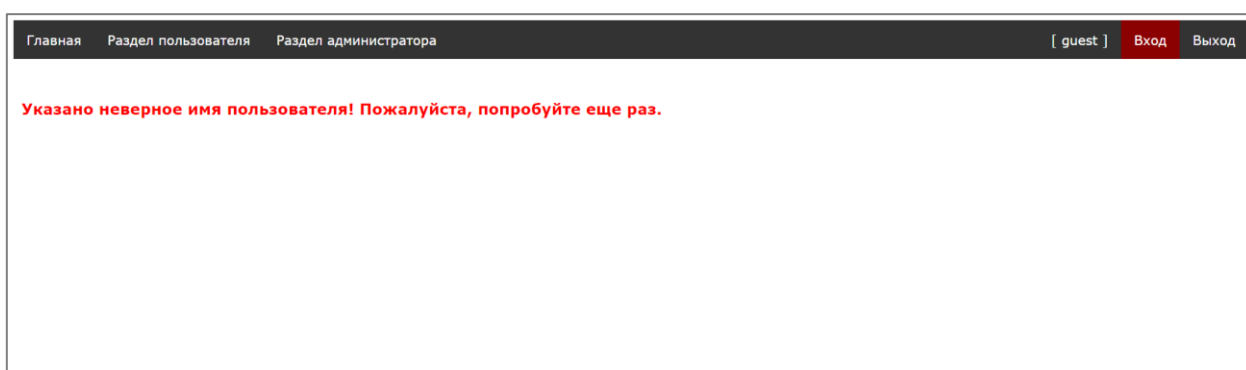 Главная Раздел пользователя Раздел администратора [ guest ] Вход Выход
Указано неверное имя пользователя! Пожалуйста, попробуйте еще раз.